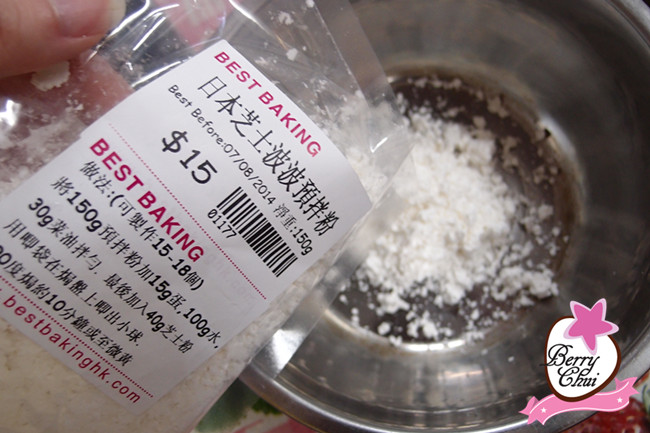 BEST BAKING
日本芝士波波預拌粉
Best Before:07/08/2014 淨重:150g
$15
0117
BEST BAKING
做法:(可製作15-18個)
將150g預拌粉加15g蛋,100g水,
30g菜油拌勻, 最後加入40g芝士粉
用唧袋在焗盤上唧出小球
90度焗約10分鐘或至微黃
bestbakinghk.com
Berry
Chui